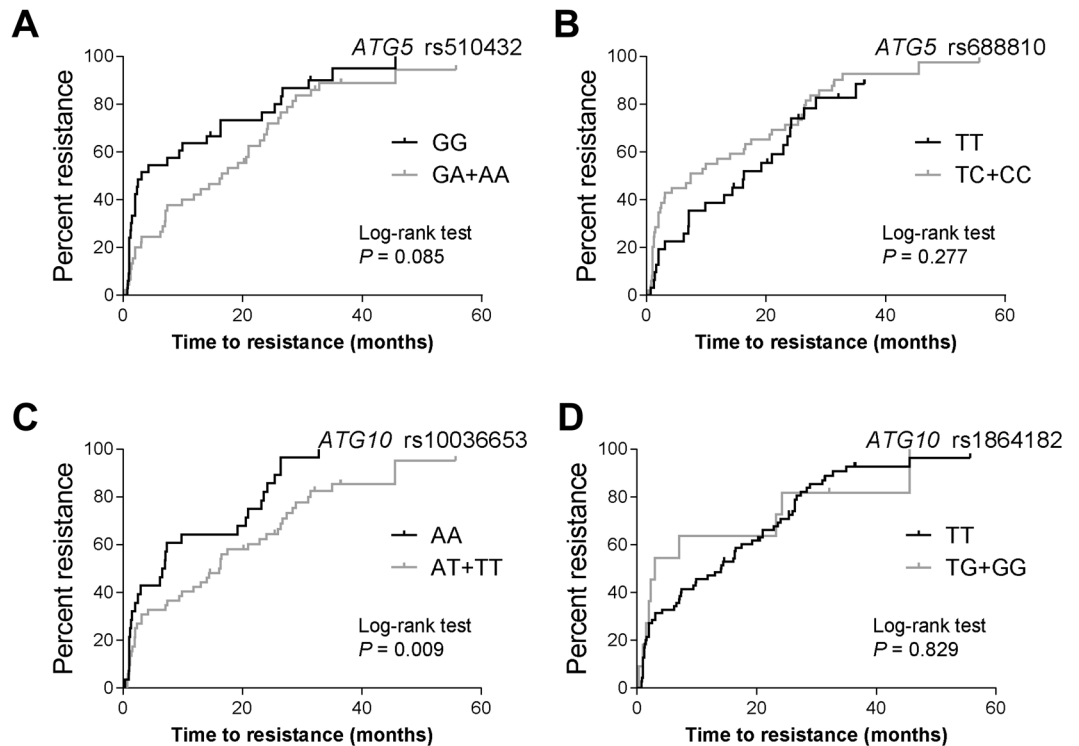 A
ATG5 rs510432
Percent resistance
100
80
60
40
20
0
GG
GA+AA
Log-rank test
P = 0.085
0 20 40 60
Time to resistance (months)
B
ATG5 rs688810
Percent resistance
100
80
60
40
20
0
TT
TC+CC
Log-rank test
P = 0.277
0 20 40 60
Time to resistance (months)
C
ATG10 rs10036653
Percent resistance
100
80
60
40
20
0
AA
AT+TT
Log-rank test
P = 0.009
0 20 40 60
Time to resistance (months)
D
ATG10 rs1864182
Percent resistance
100
80
60
40
20
0
TT
TG+GG
Log-rank test
P = 0.829
0 20 40 60
Time to resistance (months)